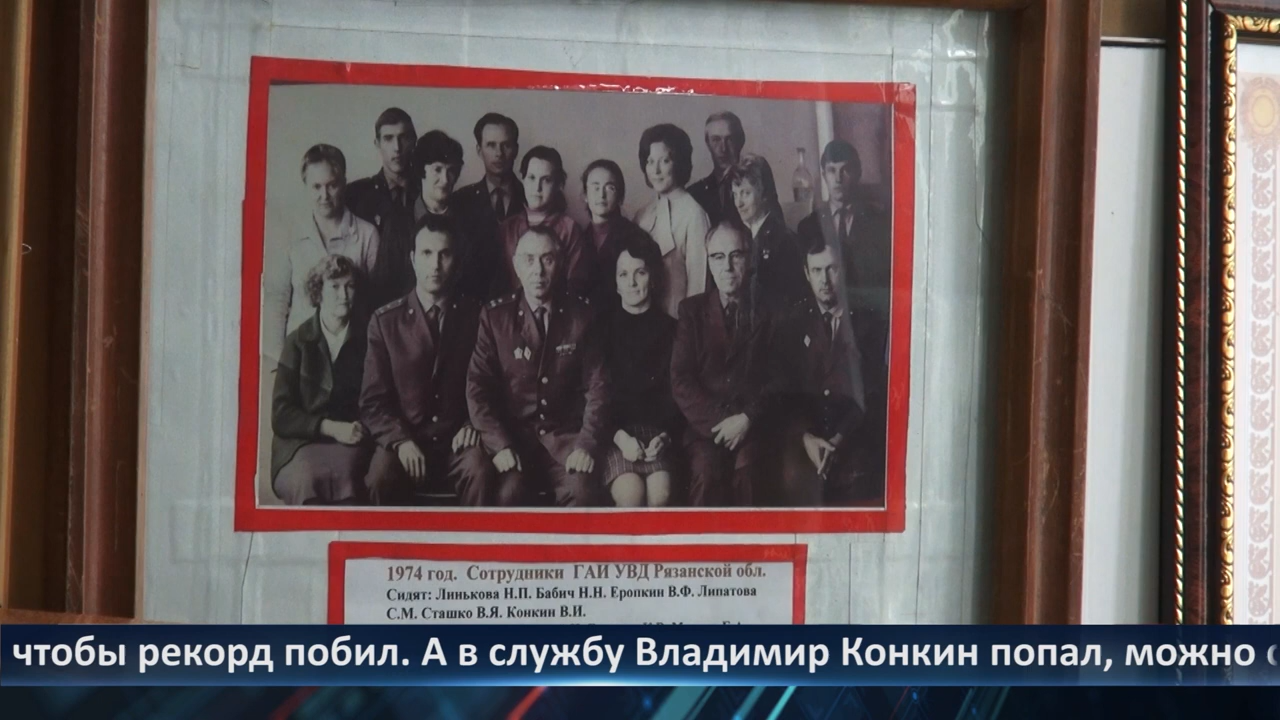 1974 год. Сотрудники ГАИ УВД Рязанской обл.
Сидят: Линькова Н.П. Бабич Н.Н. Еропкин В.Ф. Липатова
С.М. Сташко В.Я. Конкин В.И.
чтобы рекорд побил. А в службу Владимир Конкин попал, можно